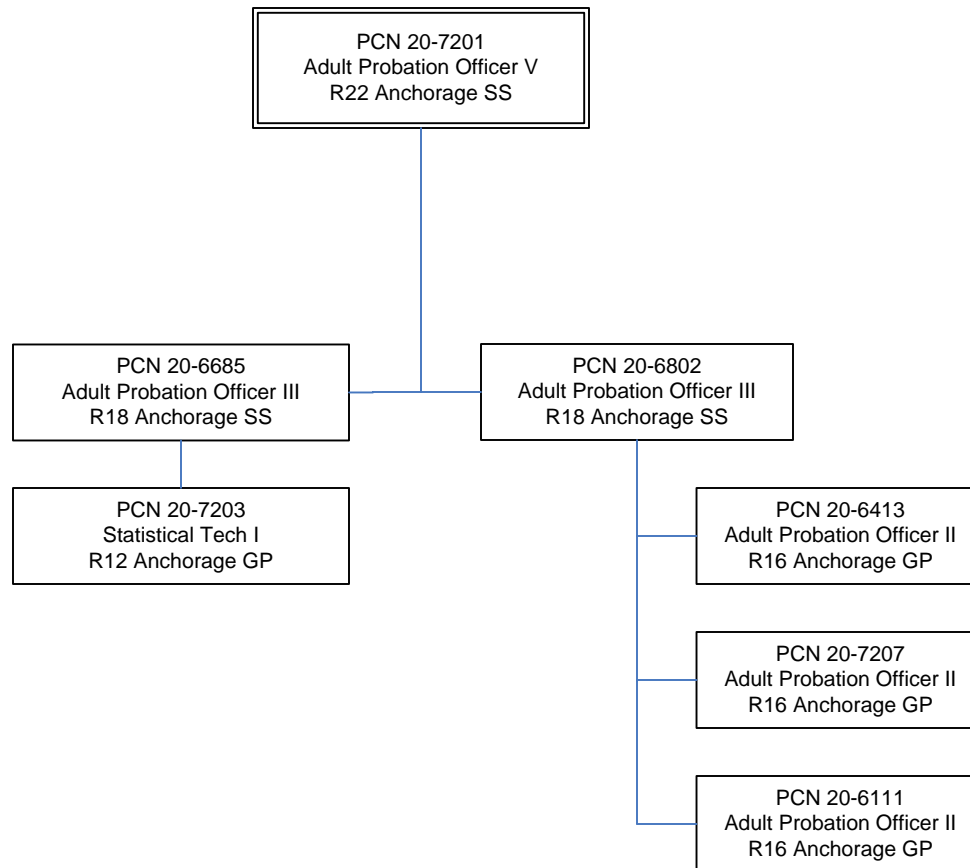 PCN 20-7201
Adult Probation Officer V
R22 Anchorage SS
PCN 20-6685
Adult Probation Officer III
R18 Anchorage SS
PCN 20-6802
Adult Probation Officer III
R18 Anchorage SS
PCN 20-7203
Statistical Tech I
R12 Anchorage GP
PCN 20-6413
Adult Probation Officer II
R16 Anchorage GP
PCN 20-7207
Adult Probation Officer II
R16 Anchorage GP
PCN 20-6111
Adult Probation Officer II
R16 Anchorage GP